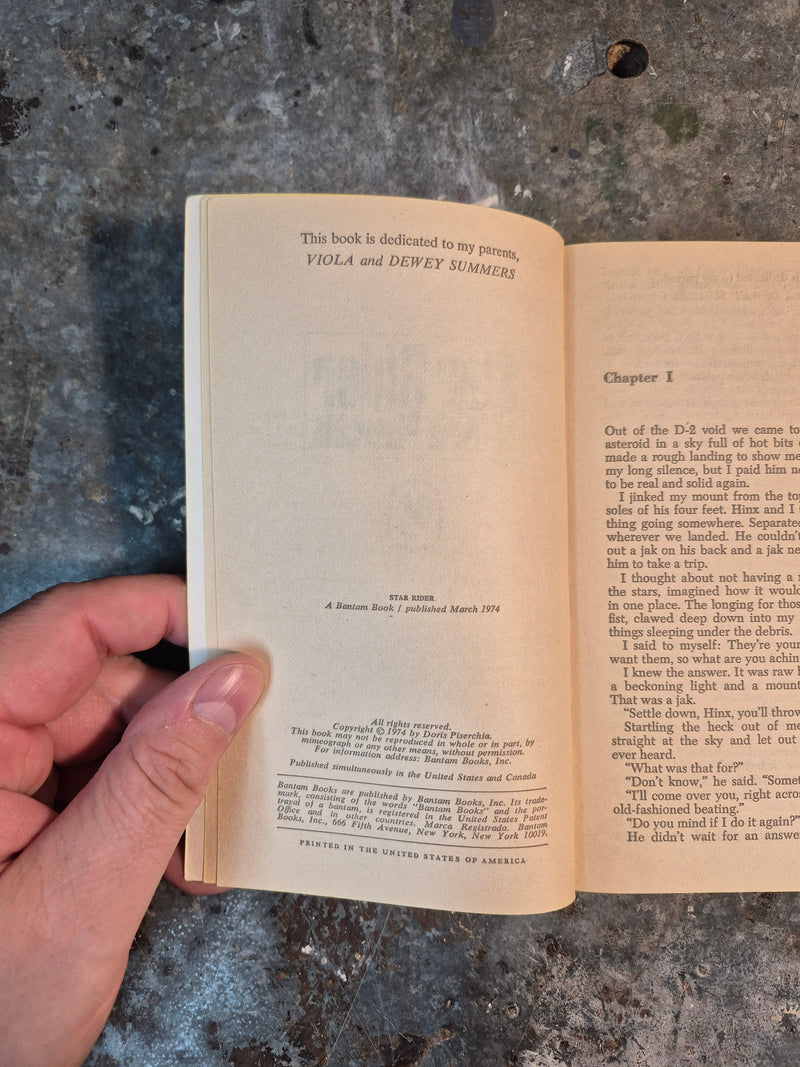 This book is dedicated to my parents,
VIOLA and DEWEY SUMMERS
STAR RIDER
A Bantam Book / published March 1974
All rights reserved.
Copyright © 1974 by Doris Piserchia.
This book may not be reproduced in whole or in part, by
mimeograph or any other means, without permission.
For information address: Bantam Books, Inc.
Published simultaneously in the United States and Canada
Bantam Books are published by Bantam Books, Inc. Its trade-
mark, consisting of the words "Bantam Books" and the por-
trayal of a bantam, is registered in the United States Patent
Office and in other countries. Marca Registrada. Bantam
Books, Inc., 666 Fifth Avenue, New York, New York 10019.
PRINTED IN THE UNITED STATES OF AMERICA
Chapter I
Out of the D-2 void we came to
asteroid in a sky full of hot bits
made a rough landing to show me
my long silence, but I paid him
to be real and solid again.
I jinked my mount from the
soles of his four feet. Hinx and I
thing going somewhere. Separated
wherever we landed. He couldn't
out a jak on his back and a jak
him to take a trip.
I thought about not having a
the stars, imagined how it would
in one place. The longing for
fist, clawed deep down into my
things sleeping under the debris.
I said to myself: They're
want them, so what are you
I knew the answer. It was raw
a beckoning light and a
That was a jak.
"Settle down, Hinx, you'll
Startling the heck out of
straight at the sky and let out
ever heard.
"What was that for?"
"Don't know," he said.
"I'll come over you, right
old-fashioned beating."
"Do you mind if I do it again?"
He didn't wait for an